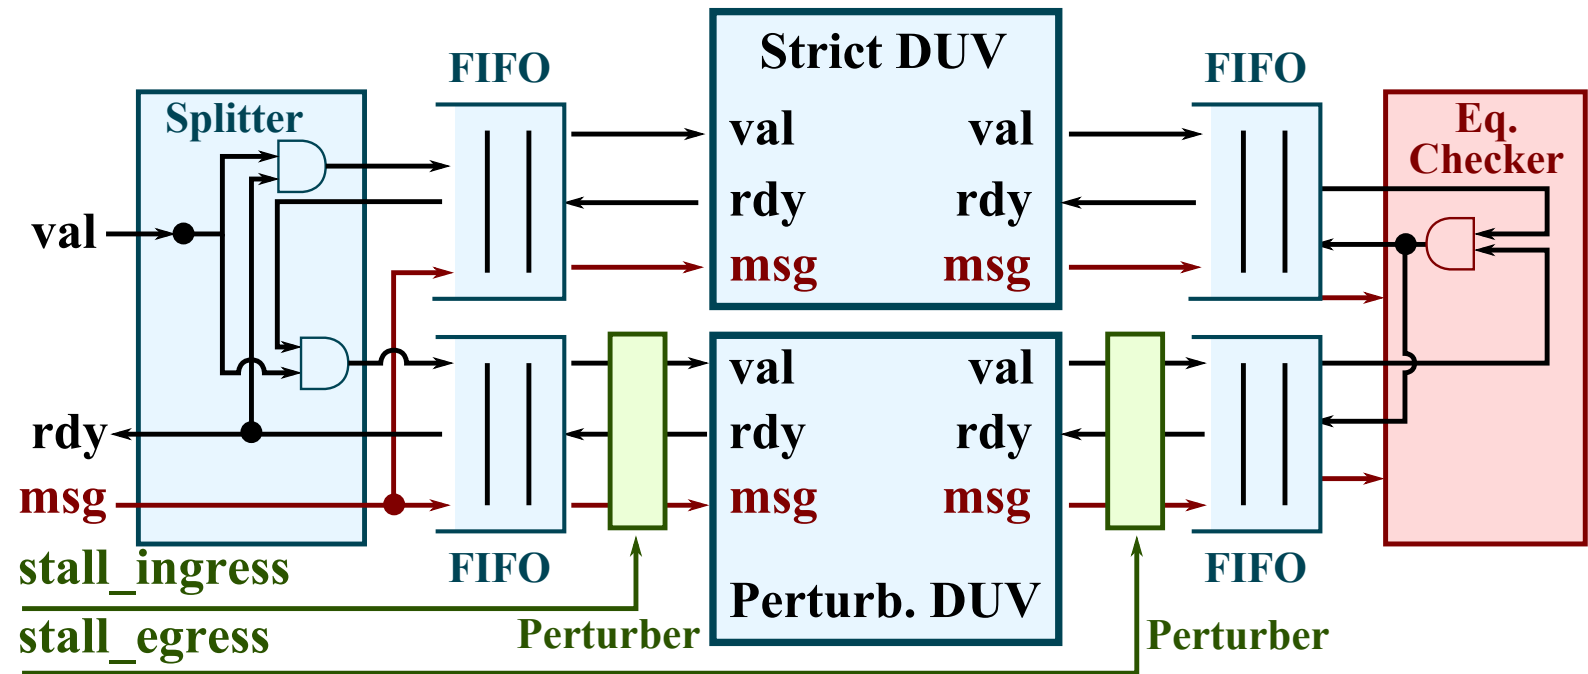 FIFO
Strict DUV
FIFO
Splitter
Eq.
Checker
val
val
val
rdy
rdy
msg
msg
val
val
rdy
rdy
rdy
msg
msg
msg
stall_ingress
FIFO
Perturb. DUV
FIFO
stall_egress
Perturber
Perturber